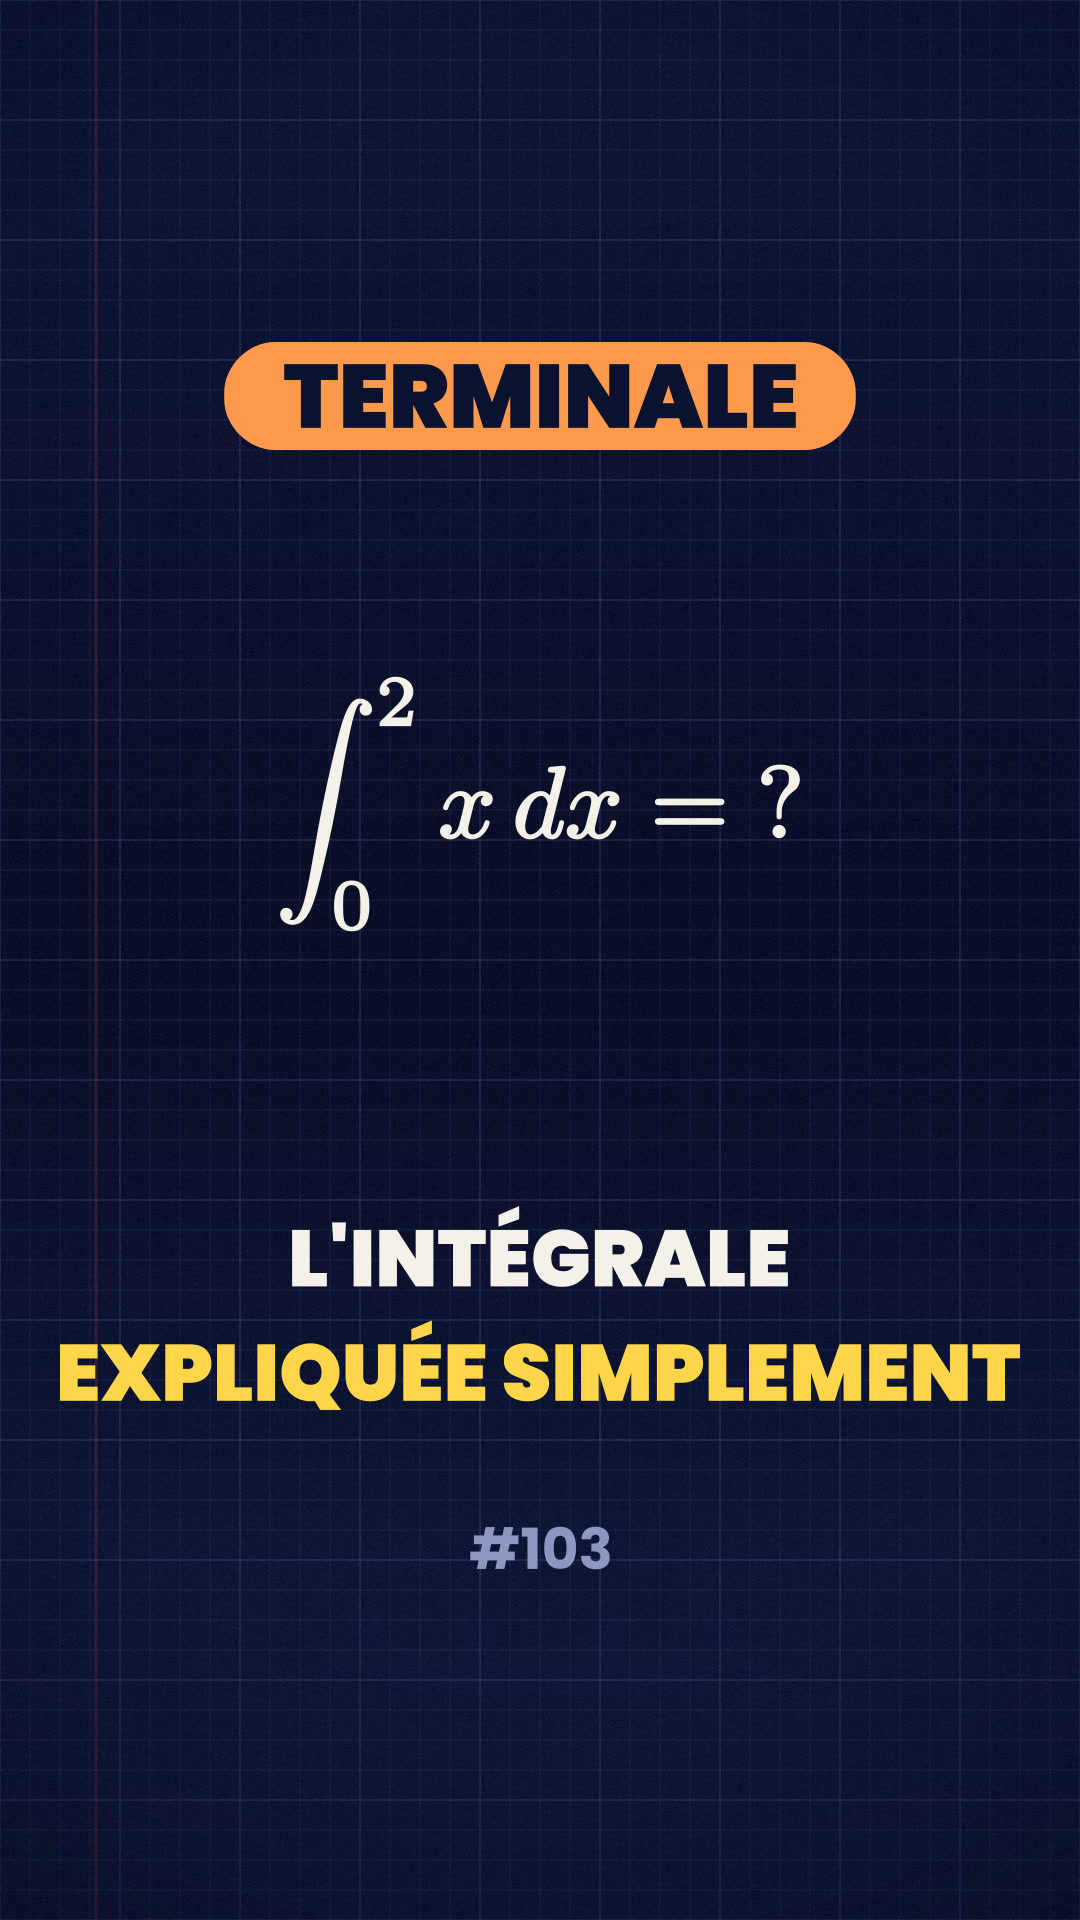 TERMINALE
∫₀² x dx = ?
L'INTÉGRALE
EXPLIQUÉE SIMPLEMENT
#103